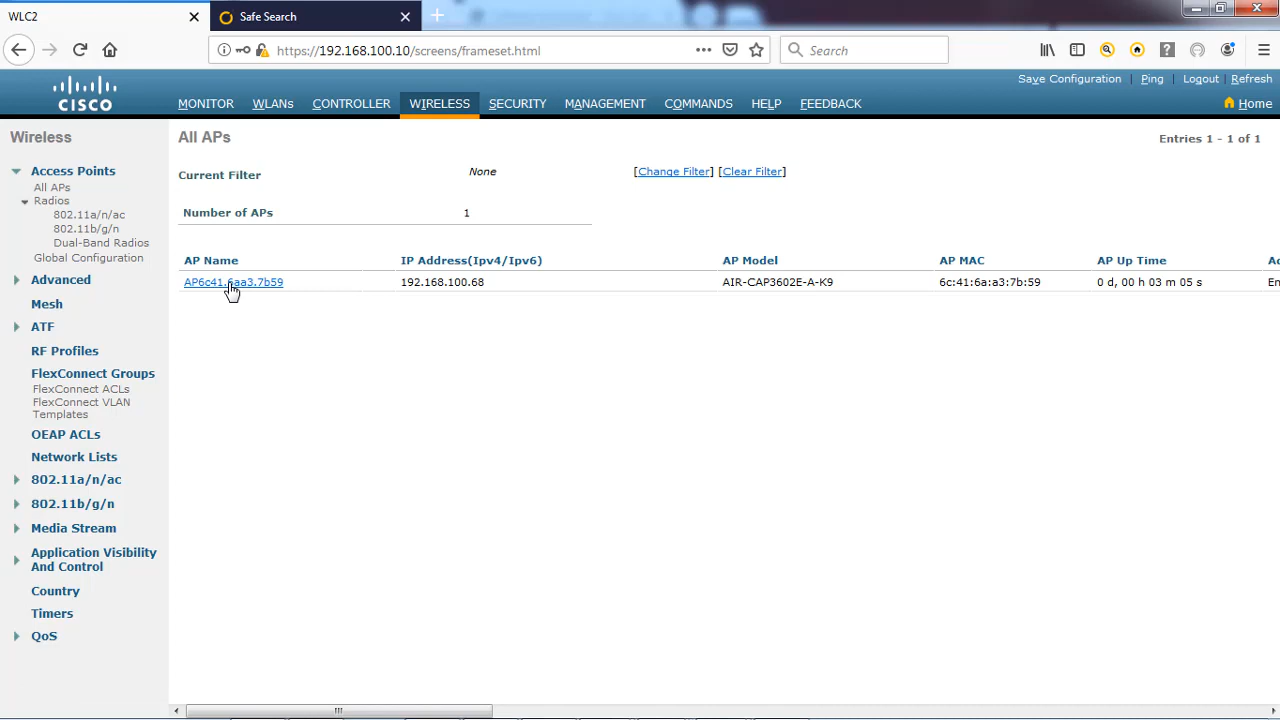 WLC2
Safe Search
https://192.168.100.10/screens/frameset.html
Search
Save Configuration
Ping
Logout
Refresh
CISCO
MONITOR
WLANs
CONTROLLER
WIRELESS
SECURITY
MANAGEMENT
COMMANDS
HELP
FEEDBACK
Home
Wireless
Access Points
All APs
Radios
802.11a/n/ac
802.11b/g/n
Dual-Band Radios
Global Configuration
Advanced
Mesh
ATF
RF Profiles
FlexConnect Groups
FlexConnect ACLs
FlexConnect VLAN
Templates
OEAP ACLs
Network Lists
802.11a/n/ac
802.11b/g/n
Media Stream
Application Visibility
And Control
Country
Timers
QoS
All APs
Entries 1 - 1 of 1
Current Filter None [Change Filter] [Clear Filter]
Number of APs 1
AP Name IP Address(Ipv4/Ipv6) AP Model AP MAC AP Up Time Ad
AP6c41.6aa3.7b59 192.168.100.68 AIR-CAP3602E-A-K9 6c:41:6a:a3:7b:59 0 d, 00 h 03 m 05 s En